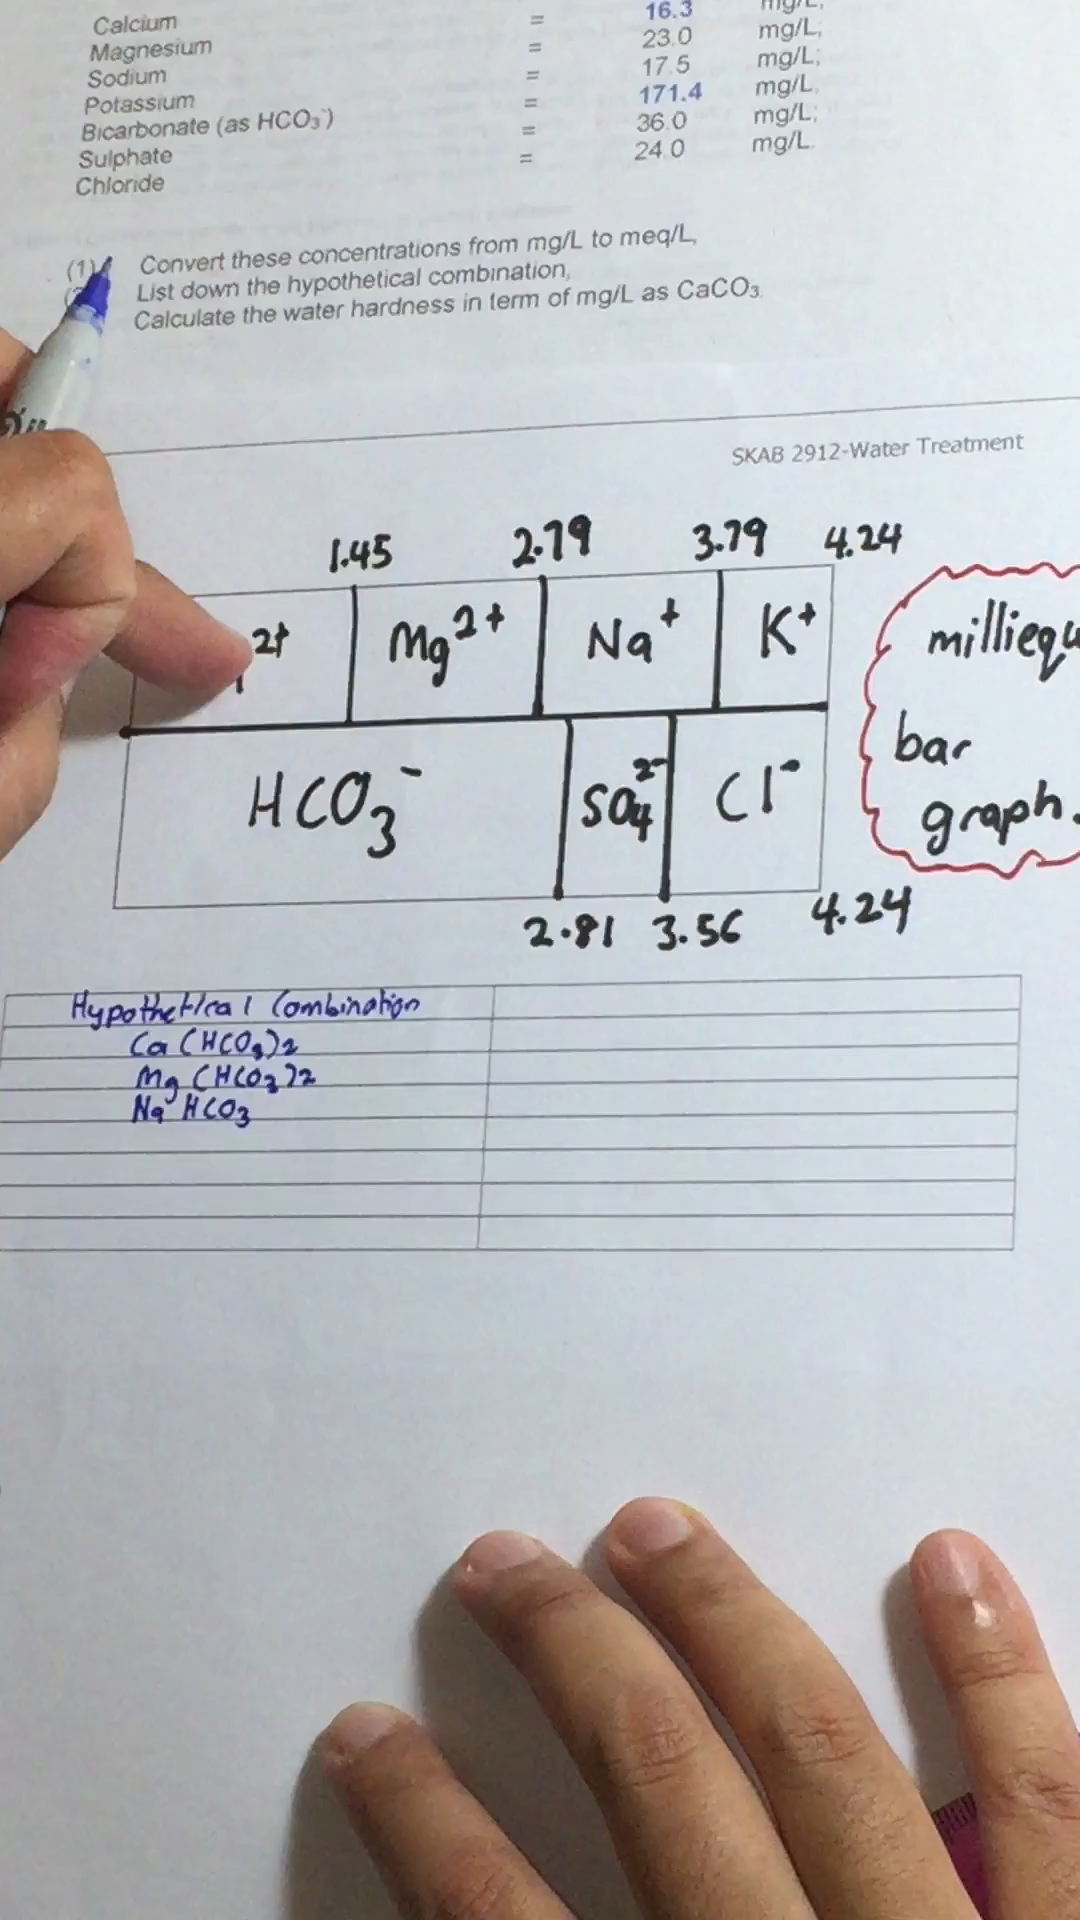 Calcium = 16.3 mg/L;
Magnesium = 23.0 mg/L;
Sodium = 17.5 mg/L;
Potassium = 171.4 mg/L.
Bicarbonate (as HCO₃⁻) = 36.0 mg/L;
Sulphate = 24.0 mg/L.
Chloride
(1) Convert these concentrations from mg/L to meq/L,
List down the hypothetical combination,
Calculate the water hardness in term of mg/L as CaCO₃.
SKAB 2912-Water Treatment
1.45 2.79 3.79 4.24
2+ Mg²⁺ Na⁺ K⁺
HCO₃⁻ SO₄²⁻ Cl⁻
2.81 3.56 4.24
bar
graph.
Hypothetical Combination
Ca (HCO₃)₂
Mg (HCO₃)₂
Na HCO₃